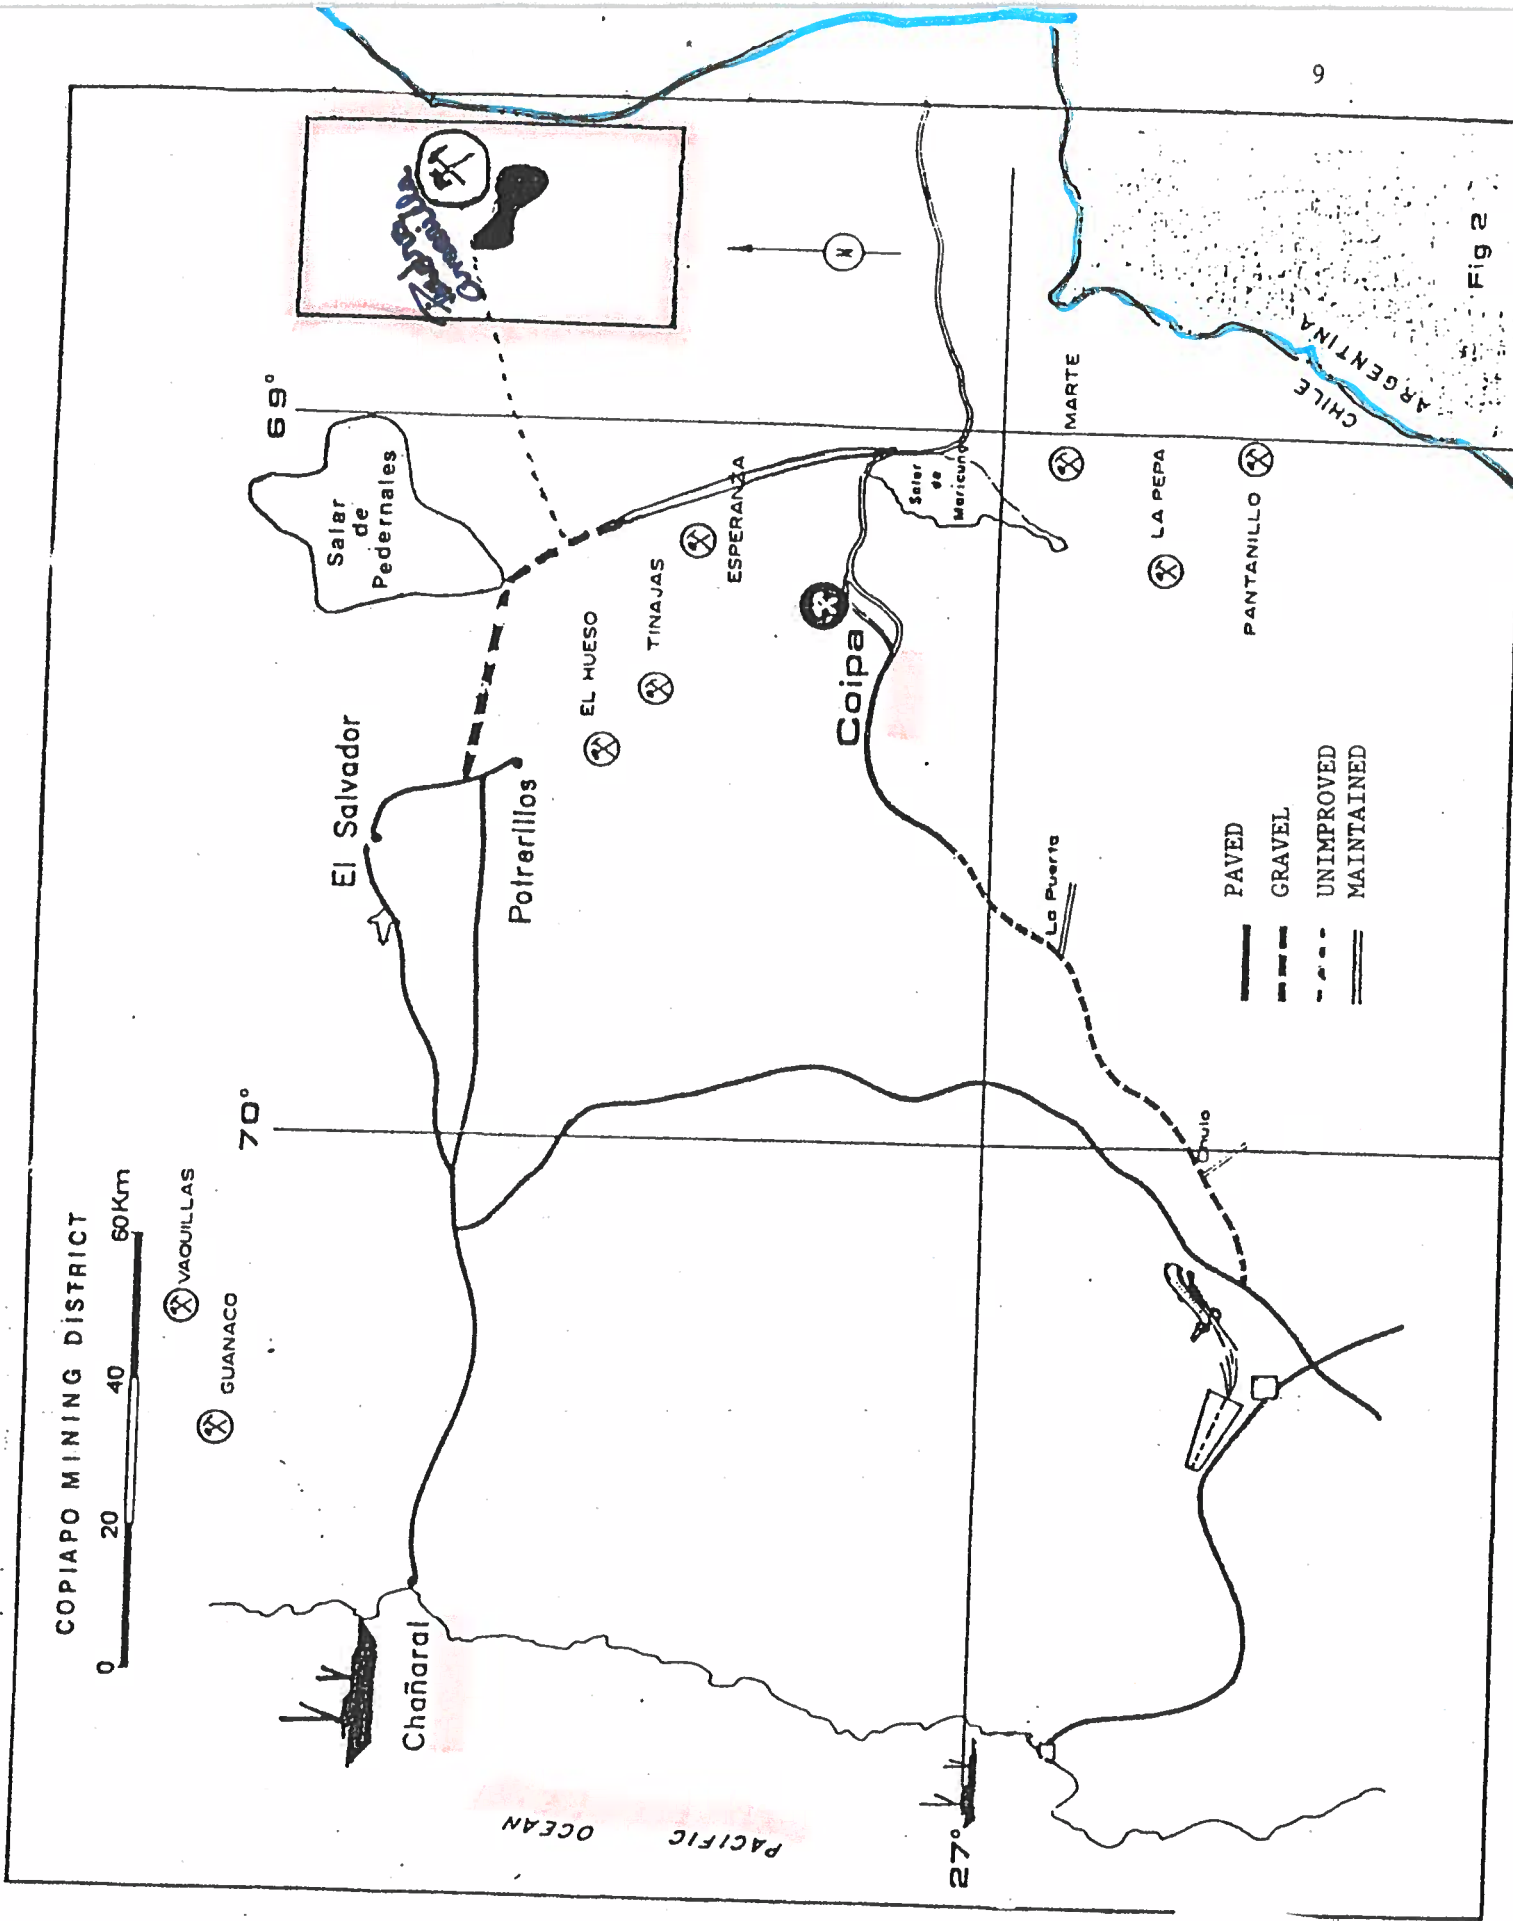 9
COPIAPO MINING DISTRICT
0 20 40 60Km
VAQUILLAS
GUANACO
70°
69°
El Salvador
Potrerillos
Salar
de
Pedernales
EL HUESO
TINAJAS
ESPERANZA
Coipa
Salar
de
Maricung
MARTE
LA PEPA
PANTANILLO
CHILE
ARGENTINA
N
La Puerta
Chañaral
PACIFIC
OCEAN
27°
PAVED
GRAVEL
UNIMPROVED
MAINTAINED
Fig 2